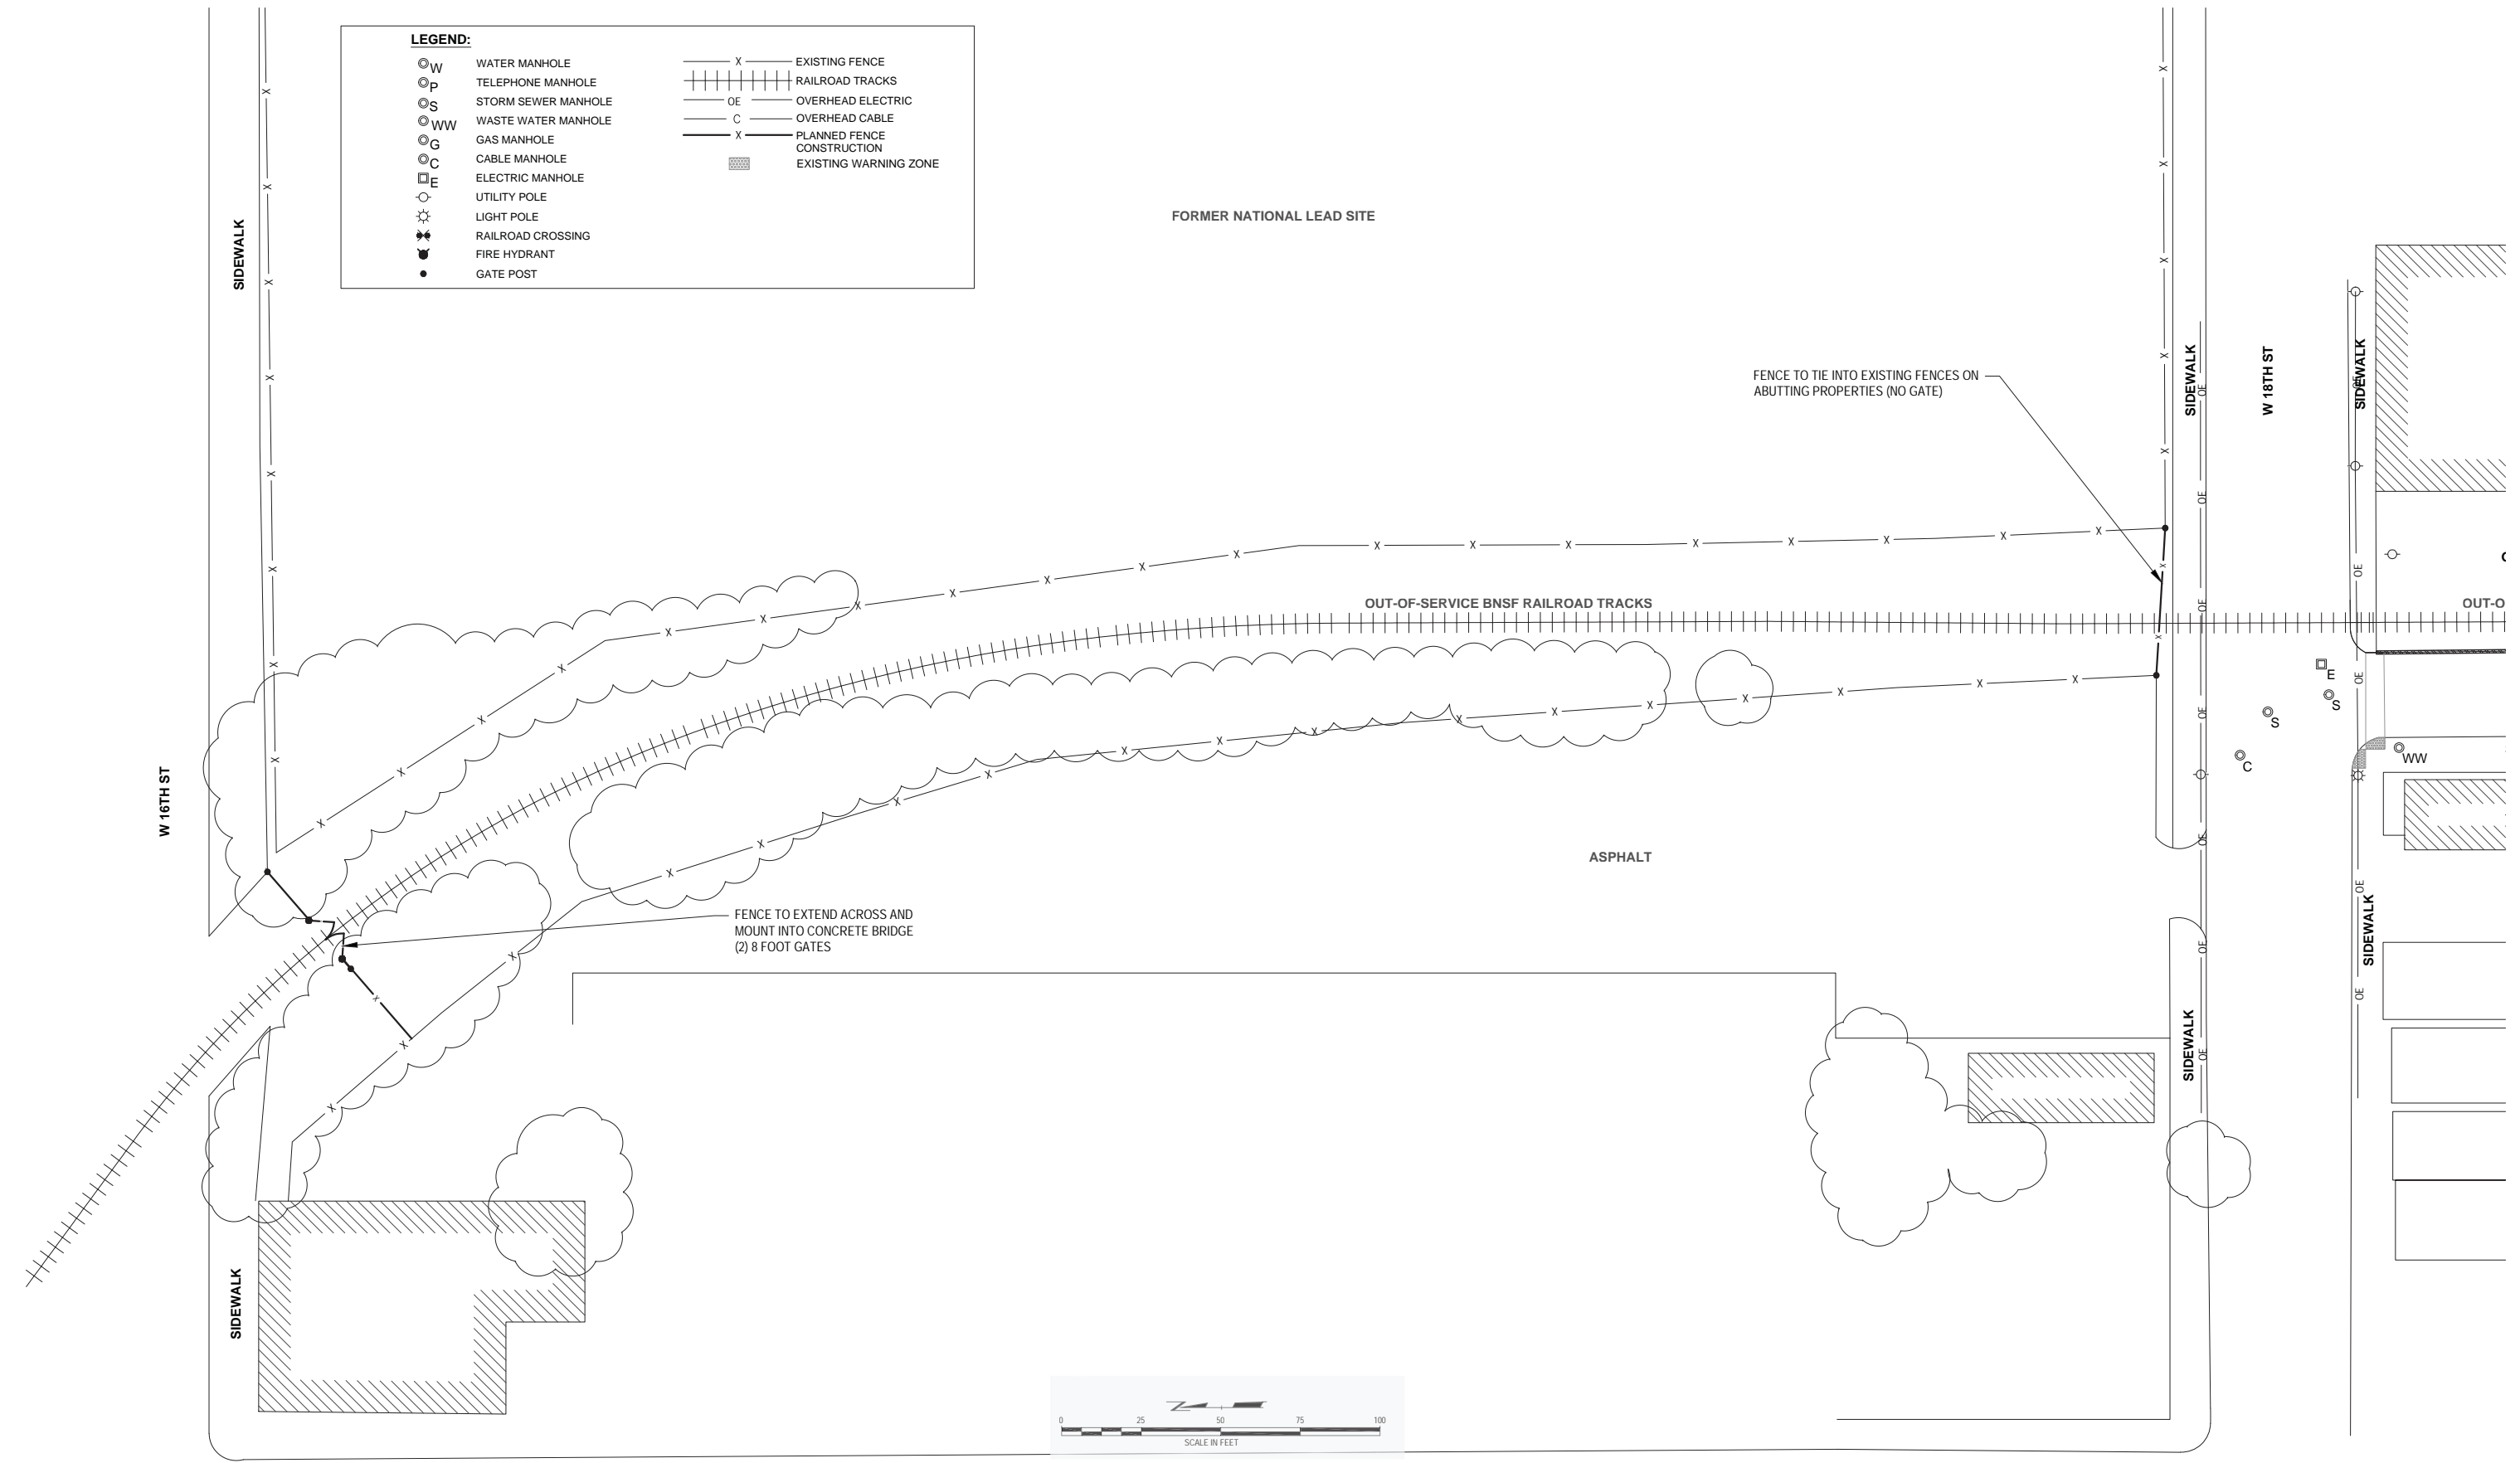 LEGEND:
W WATER MANHOLE
P TELEPHONE MANHOLE
S STORM SEWER MANHOLE
WW WASTE WATER MANHOLE
G GAS MANHOLE
C CABLE MANHOLE
E ELECTRIC MANHOLE
UTILITY POLE
LIGHT POLE
RAILROAD CROSSING
FIRE HYDRANT
GATE POST
X EXISTING FENCE
RAILROAD TRACKS
OE OVERHEAD ELECTRIC
C OVERHEAD CABLE
X PLANNED FENCE
CONSTRUCTION
EXISTING WARNING ZONE
SIDEWALK
FORMER NATIONAL LEAD SITE
FENCE TO TIE INTO EXISTING FENCES ON
ABUTTING PROPERTIES (NO GATE)
SIDEWALK
W 18TH ST
SIDEWALK
OUT-OF-SERVICE BNSF RAILROAD TRACKS
OUT-O
E
S
S
C
WW
W 16TH ST
ASPHALT
FENCE TO EXTEND ACROSS AND
MOUNT INTO CONCRETE BRIDGE
(2) 8 FOOT GATES
SIDEWALK
SIDEWALK
SIDEWALK
N
0 25 50 75 100
SCALE IN FEET